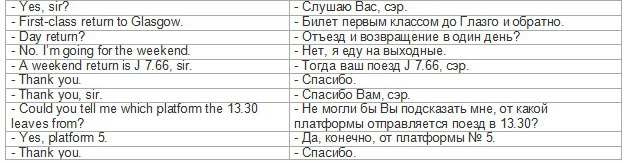 - Yes, sir?
- Слушаю Вас, сэр.
- First-class return to Glasgow.
- Билет первым классом до Глазго и обратно.
- Day return?
- Отъезд и возвращение в один день?
- No. I'm going for the weekend.
- Нет, я еду на выходные.
- A weekend return is J 7.66, sir.
- Тогда ваш поезд J 7.66, сэр.
- Thank you.
- Спасибо.
- Thank you, sir.
- Спасибо Вам, сэр.
- Could you tell me which platform the 13.30
leaves from?
- Не могли бы Вы подсказать мне, от какой
платформы отправляется поезд в 13.30?
- Yes, platform 5.
- Да, конечно, от платформы № 5.
- Thank you.
- Спасибо.